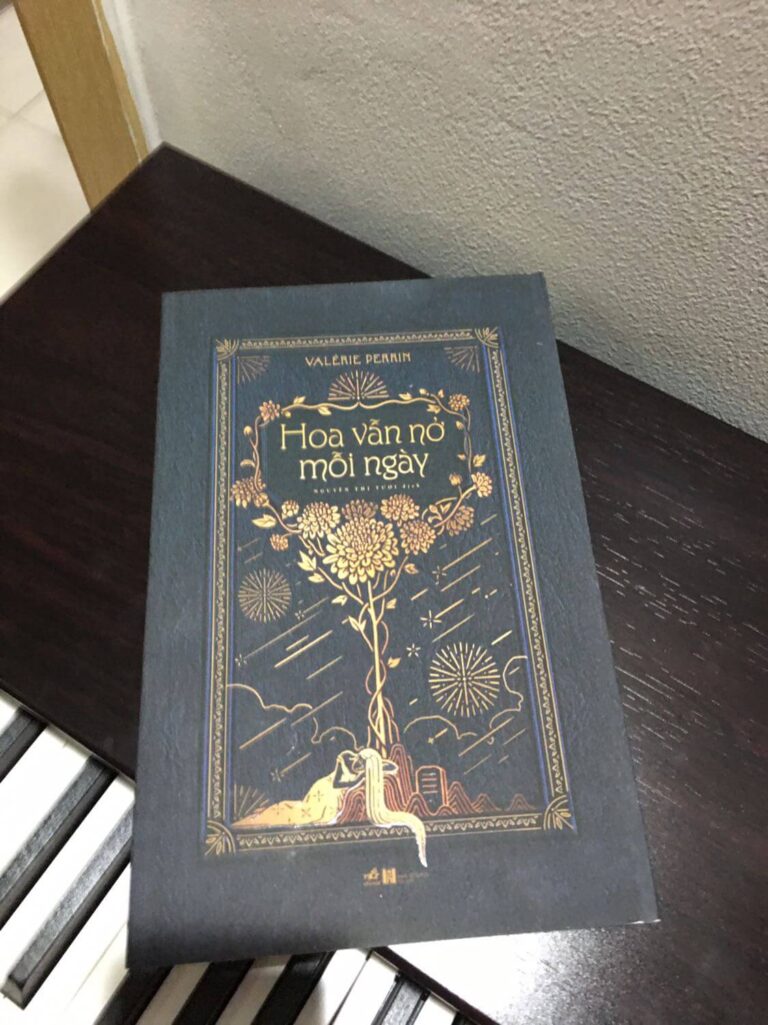 VALÉRIE PERRIN
Hoa vẫn nở
mỗi ngày
NGUYỄN THỊ TƯƠI dịch